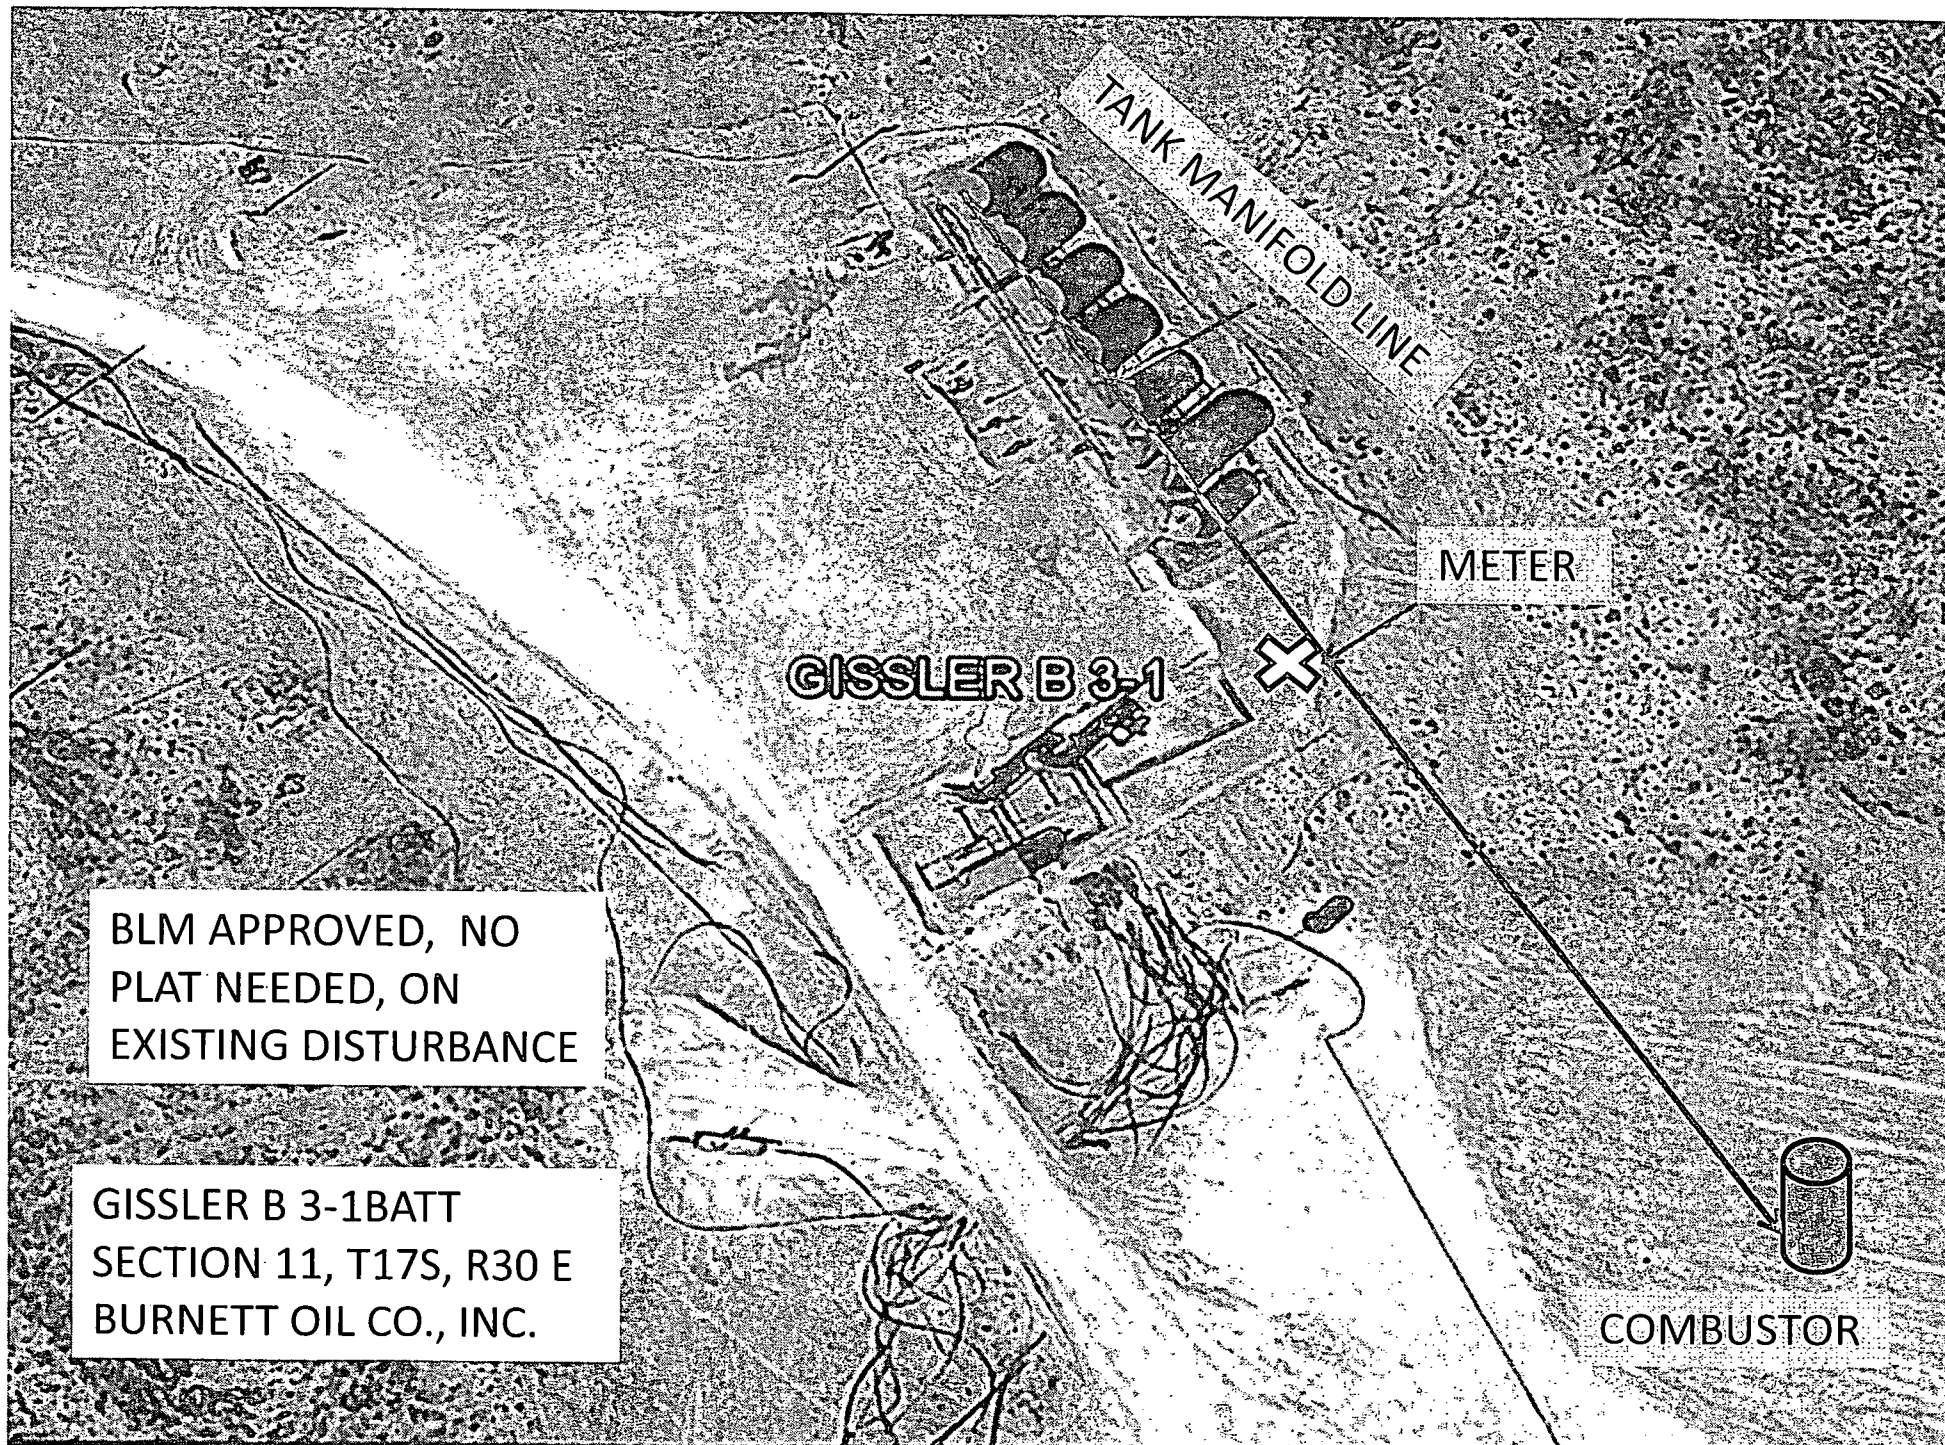 TANK MANIFOLD LINE
METER
GISSLER B 3-1
BLM APPROVED, NO
PLAT NEEDED, ON
EXISTING DISTURBANCE
GISSLER B 3-1BATT
SECTION 11, T17S, R30 E
BURNETT OIL CO., INC.
COMBUSTOR